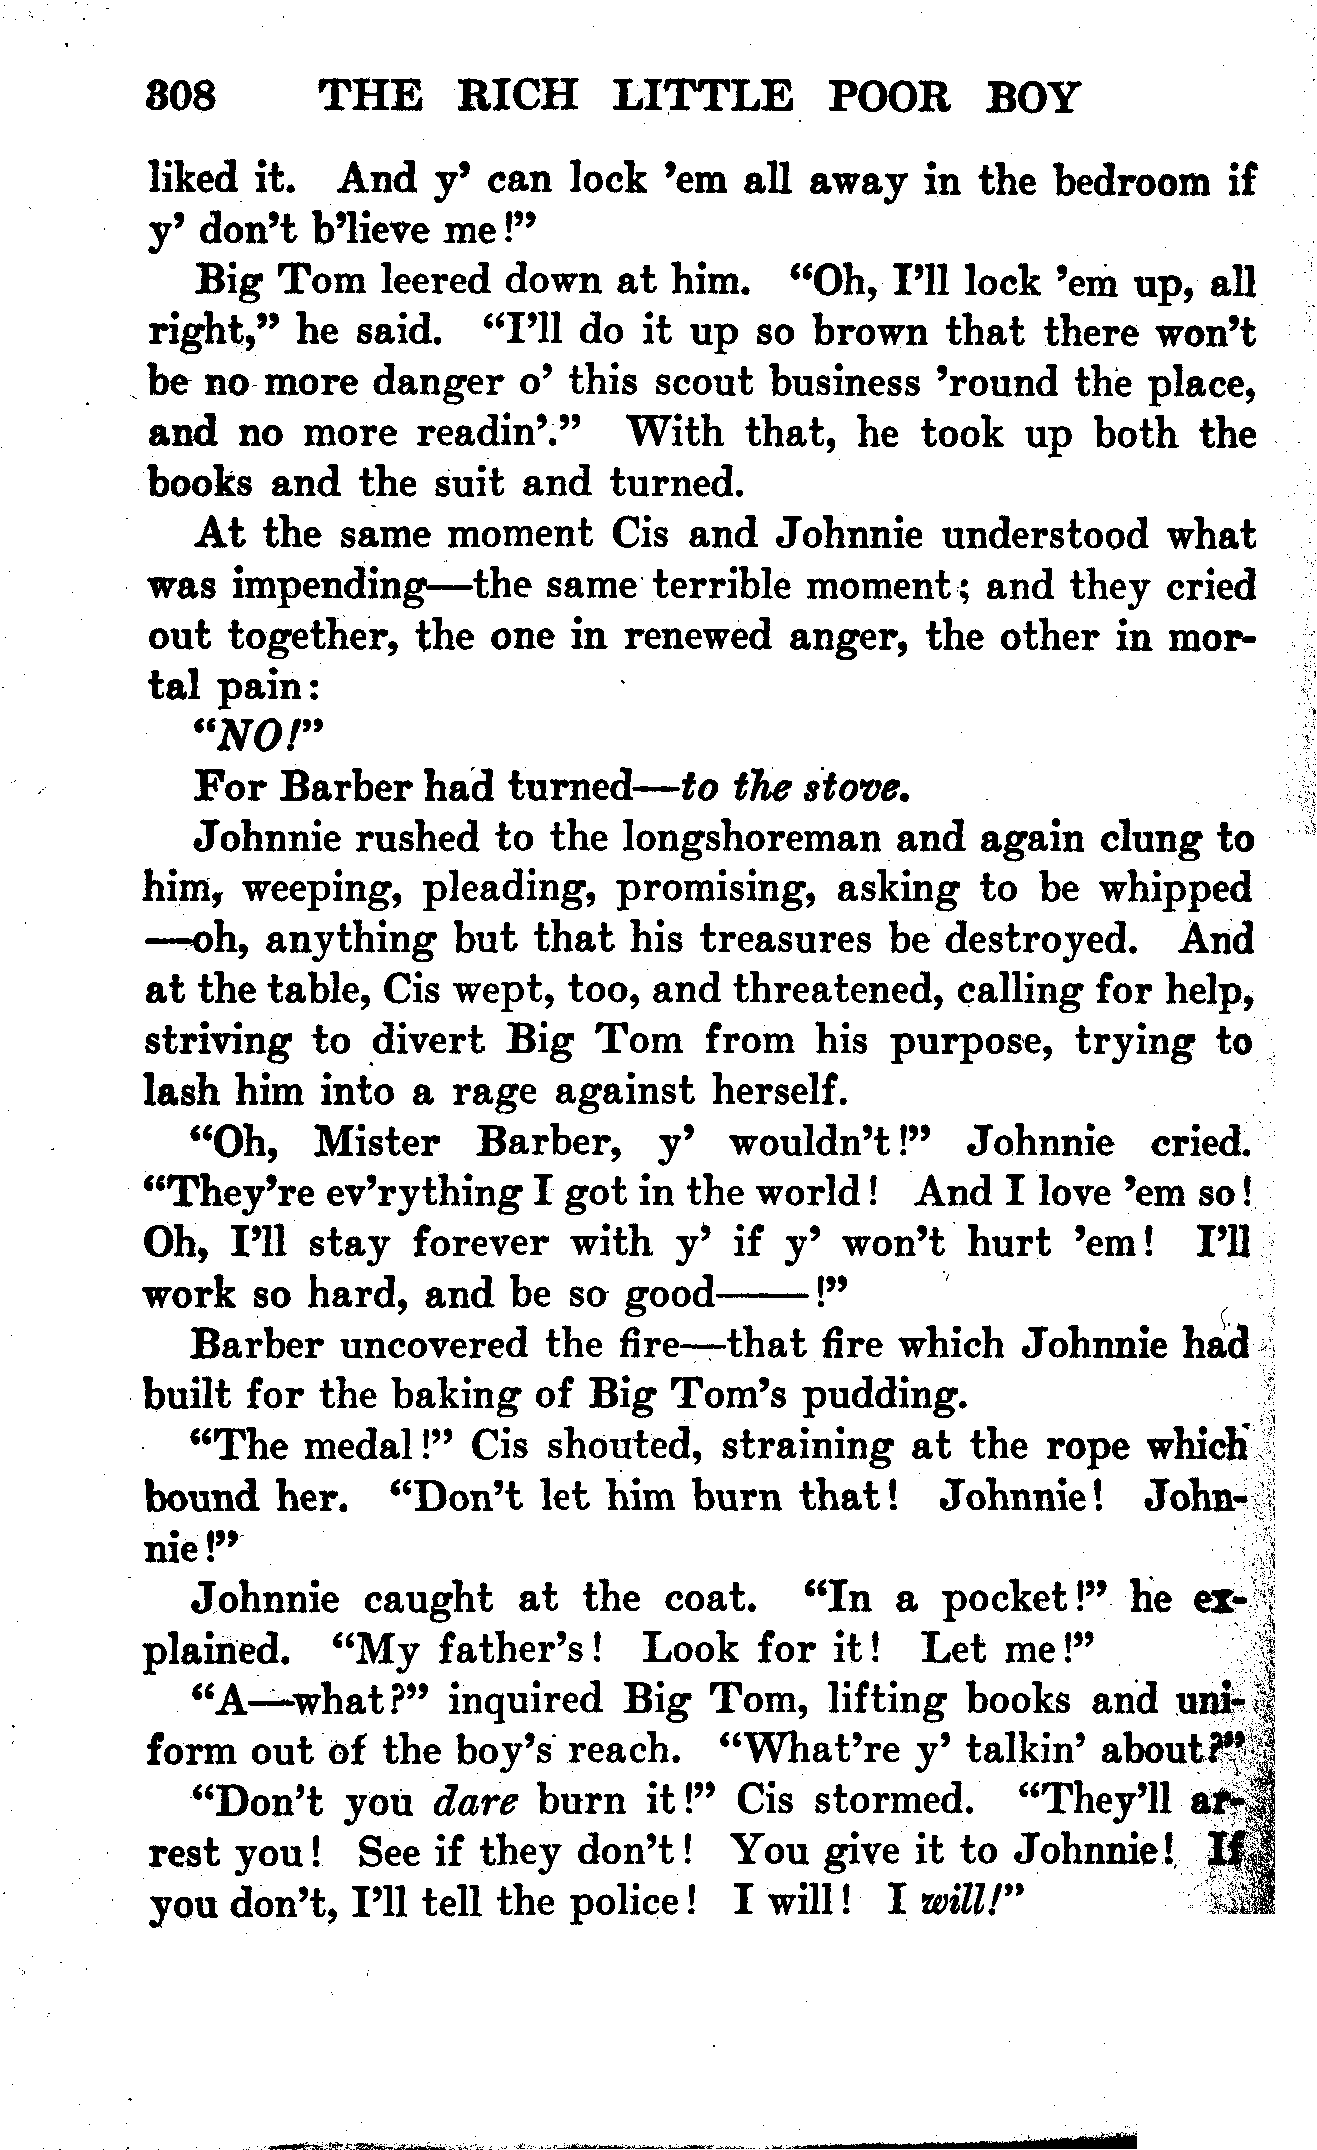 308 THE RICH LITTLE POOR BOY
liked it. And y' can lock 'em all away in the bedroom if
y' don't b'lieve me!"
Big Tom leered down at him. "Oh, I'll lock 'em up, all
right," he said. "I'll do it up so brown that there won't
be no more danger o' this scout business 'round the place,
and no more readin'." With that, he took up both the
books and the suit and turned.
At the same moment Cis and Johnnie understood what
was impending—the same terrible moment; and they cried
out together, the one in renewed anger, the other in mor-
tal pain:
"NO!"
For Barber had turned—to the stove.
Johnnie rushed to the longshoreman and again clung to
him, weeping, pleading, promising, asking to be whipped
—oh, anything but that his treasures be destroyed. And
at the table, Cis wept, too, and threatened, calling for help,
striving to divert Big Tom from his purpose, trying to
lash him into a rage against herself.
"Oh, Mister Barber, y' wouldn't!" Johnnie cried.
"They're ev'rything I got in the world! And I love 'em so!
Oh, I'll stay forever with y' if y' won't hurt 'em! I'll
work so hard, and be so good——!"
Barber uncovered the fire—that fire which Johnnie had
built for the baking of Big Tom's pudding.
"The medal!" Cis shouted, straining at the rope which
bound her. "Don't let him burn that! Johnnie! John-
nie!"
Johnnie caught at the coat. "In a pocket!" he ex-
plained. "My father's! Look for it! Let me!"
"A—what?" inquired Big Tom, lifting books and uni-
form out of the boy's reach. "What're y' talkin' about?"
"Don't you dare burn it!" Cis stormed. "They'll ar-
rest you! See if they don't! You give it to Johnnie! If
you don't, I'll tell the police! I will! I will!"